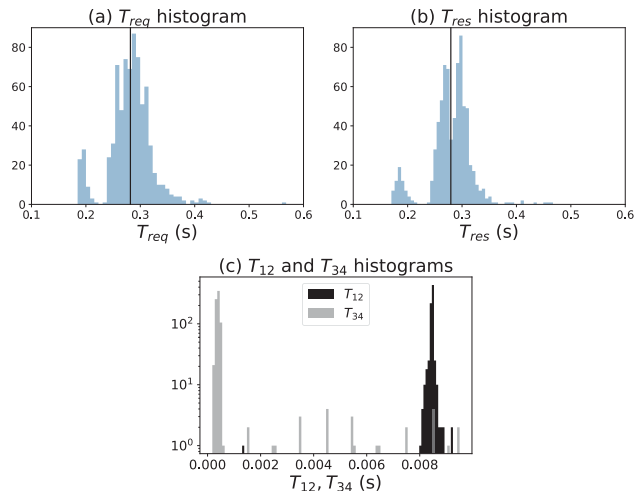 (a) T_req histogram
(b) T_res histogram
80
60
40
20
0
0.1 0.2 0.3 0.4 0.5 0.6
T_req (s)
80
60
40
20
0
0.1 0.2 0.3 0.4 0.5 0.6
T_res (s)
(c) T_12 and T_34 histograms
T_12
T_34
10^2
10^1
10^0
0.000 0.002 0.004 0.006 0.008
T_12, T_34 (s)